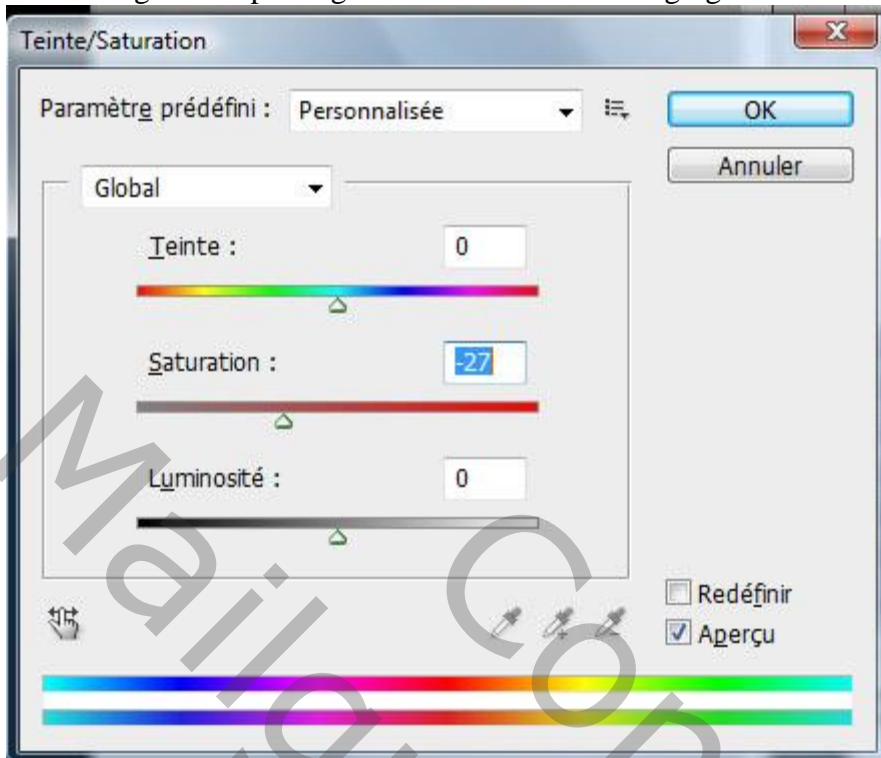 Teinte/Saturation
Paramètre prédéfini : Personnalisée
OK
Annuler
Global
Teinte : 0
Saturation : -27
Luminosité : 0
Redéfinir
Aperçu